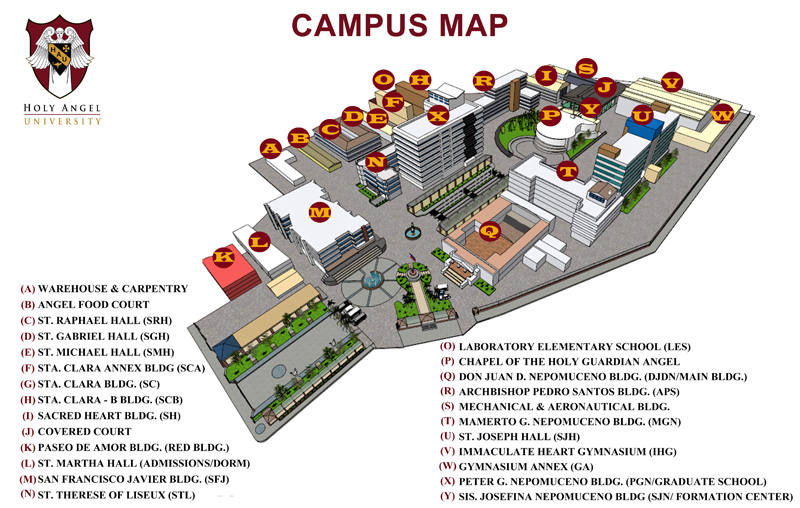 CAMPUS MAP
HAU
HOLY ANGEL
UNIVERSITY
O H R I S J V
F Y W
A B C D E X P U
N T
M Q
K L
(A) WAREHOUSE & CARPENTRY
(B) ANGEL FOOD COURT
(C) ST. RAPHAEL HALL (SRH)
(D) ST. GABRIEL HALL (SGH)
(E) ST. MICHAEL HALL (SMH)
(F) STA. CLARA ANNEX BLDG (SCA)
(G) STA. CLARA BLDG. (SC)
(H) STA. CLARA - B BLDG. (SCB)
(I) SACRED HEART BLDG. (SH)
(J) COVERED COURT
(K) PASEO DE AMOR BLDG. (RED BLDG.)
(L) ST. MARTHA HALL (ADMISSIONS/DORM)
(M) SAN FRANCISCO JAVIER BLDG. (SFJ)
(N) ST. THERESE OF LISEUX (STL)
(O) LABORATORY ELEMENTARY SCHOOL (LES)
(P) CHAPEL OF THE HOLY GUARDIAN ANGEL
(Q) DON JUAN D. NEPOMUCENO BLDG. (DJDN/MAIN BLDG.)
(R) ARCHBISHOP PEDRO SANTOS BLDG. (APS)
(S) MECHANICAL & AERONAUTICAL BLDG.
(T) MAMERTO G. NEPOMUCENO BLDG. (MGN)
(U) ST. JOSEPH HALL (SJH)
(V) IMMACULATE HEART GYMNASIUM (IHG)
(W) GYMNASIUM ANNEX (GA)
(X) PETER G. NEPOMUCENO BLDG. (PGN/GRADUATE SCHOOL)
(Y) SIS. JOSEFINA NEPOMUCENO BLDG (SJN/ FORMATION CENTER)